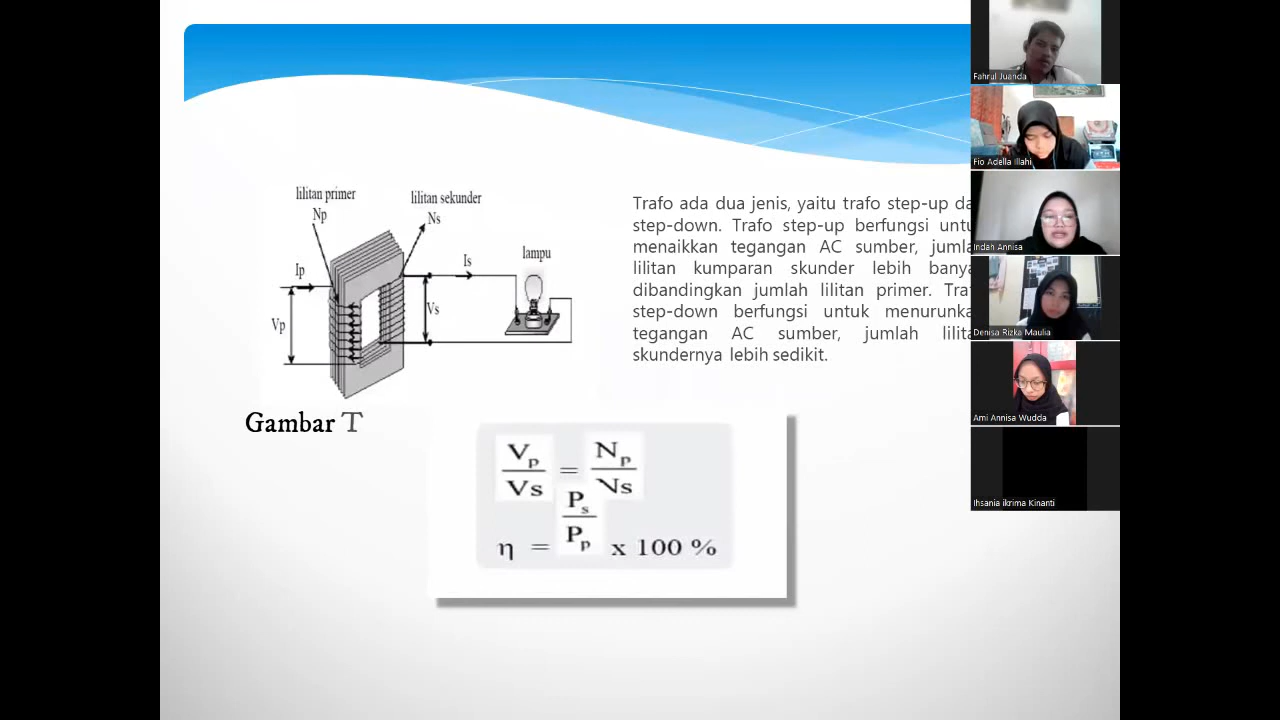 lilitan primer
Np
lilitan sekunder
Ns
Ip
Is
lampu
Vp
Vs
Trafo ada dua jenis, yaitu trafo step-up da
step-down. Trafo step-up berfungsi untu
menaikkan tegangan AC sumber, jumla
lilitan kumparan skunder lebih banya
dibandingkan jumlah lilitan primer. Traf
step-down berfungsi untuk menurunka
tegangan AC sumber, jumlah lilita
skundernya lebih sedikit.
Gambar T
Vp / Vs = Np / Ns
η = Ps / Pp x 100 %
Fahrul Juanda
Fio Adella Illahi
Indah Annisa
Denisa Rizka Maulia
Ami Annisa Wudda
Ihsania ikrima Kinanti